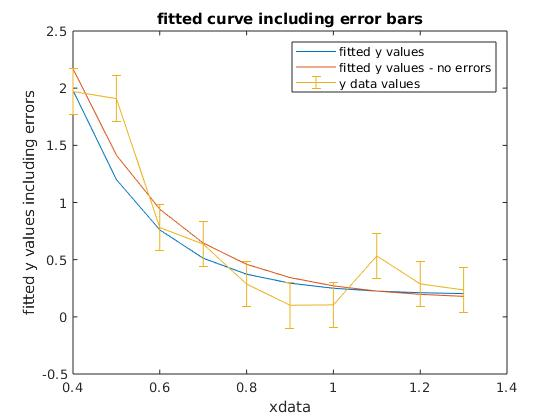 fitted curve including error bars
fitted y values
fitted y values - no errors
y data values
fitted y values including errors
2.5
2
1.5
1
0.5
0
-0.5
0.4 0.6 0.8 1 1.2 1.4
xdata